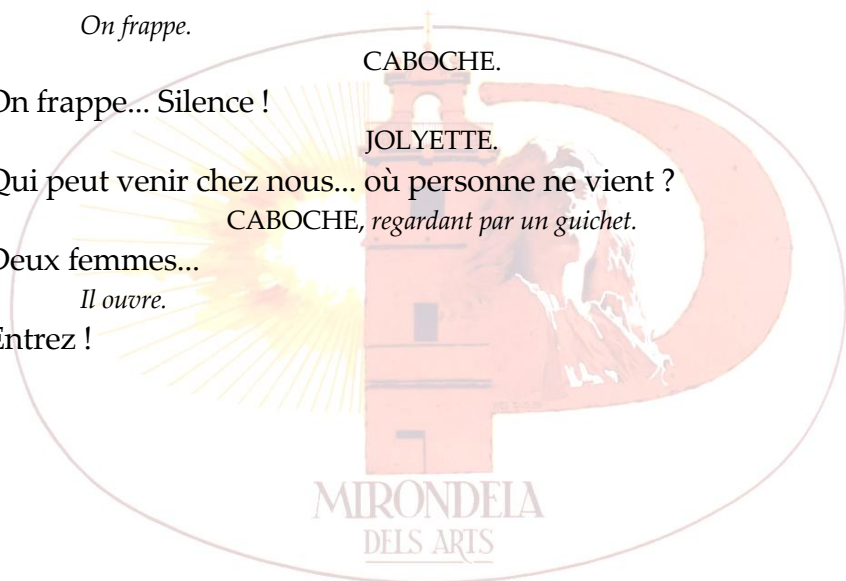 On frappe.
CABOCHE.
On frappe... Silence !
JOLYETTE.
Qui peut venir chez nous... où personne ne vient ?
CABOCHE, regardant par un guichet.
Deux femmes...
Il ouvre.
Entrez !
MIRONDELA
DELS ARTS